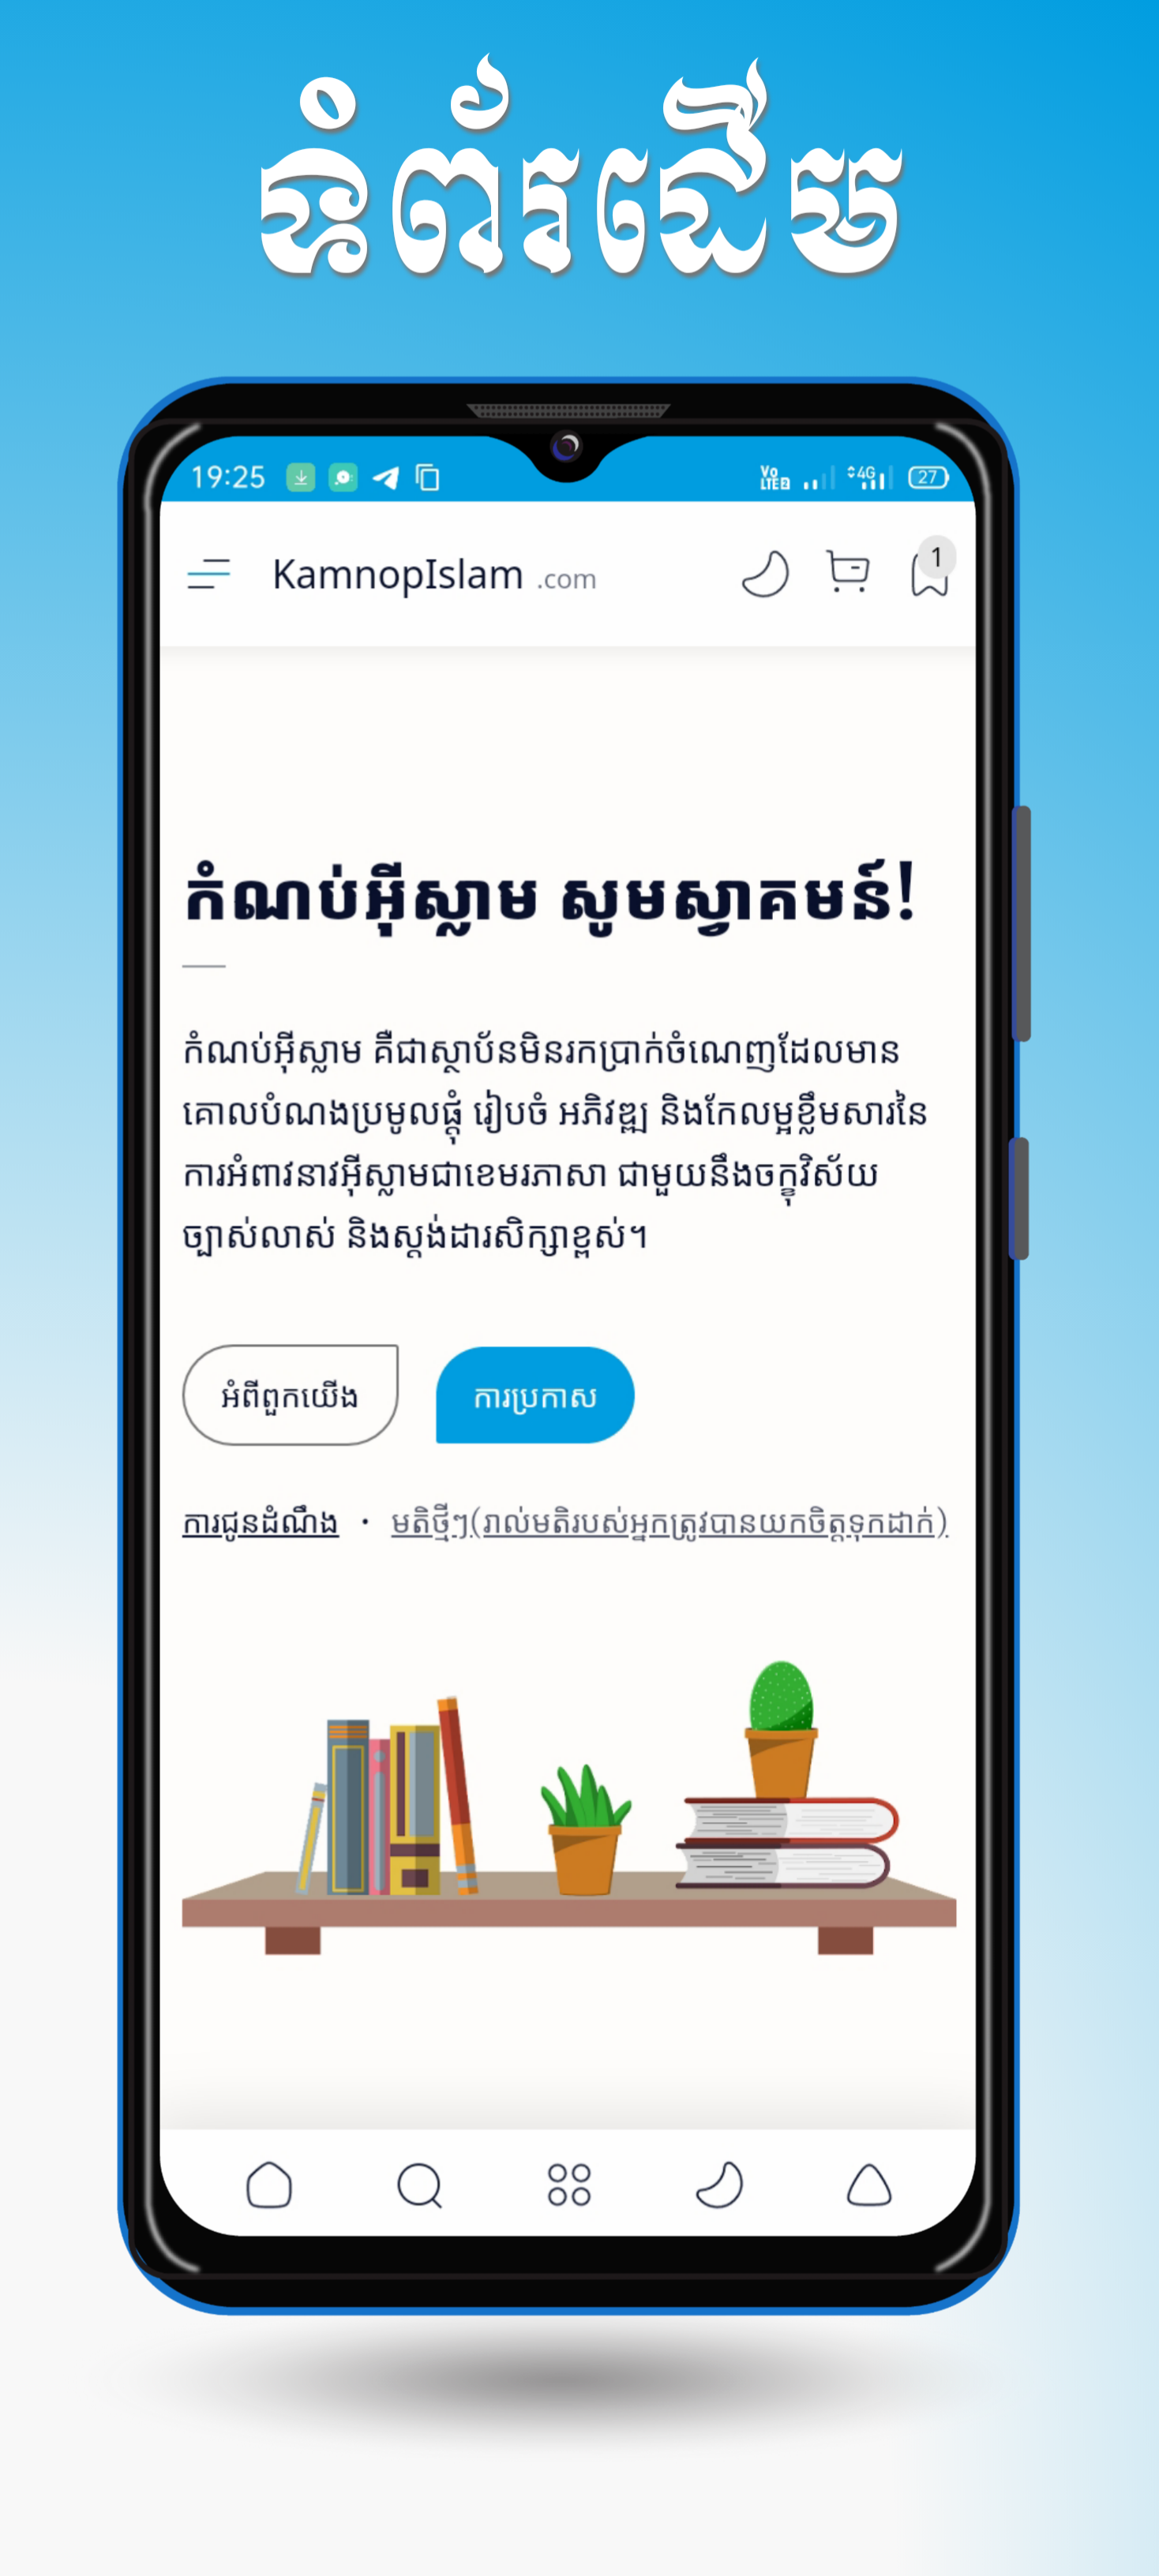 ទំព័រដើម
19:25
Vo LTE2 4G 27
KamnopIslam .com
1
កំណប់អ៊ីស្លាម សូមស្វាគមន៍!
កំណប់អ៊ីស្លាម គឺជាស្ថាប័នមិនរកប្រាក់ចំណេញដែលមាន
គោលបំណងប្រមូលផ្តុំ រៀបចំ អភិវឌ្ឍ និងកែលម្អខ្លឹមសារនៃ
ការអំពាវនាវអ៊ីស្លាមជាខេមរភាសា ជាមួយនឹងចក្ខុវិស័យ
ច្បាស់លាស់ និងស្តង់ដារសិក្សាខ្ពស់។
អំពីពួកយើង
ការប្រកាស
ការជូនដំណឹង · មតិថ្មីៗ(រាល់មតិរបស់អ្នកត្រូវបានយកចិត្តទុកដាក់)